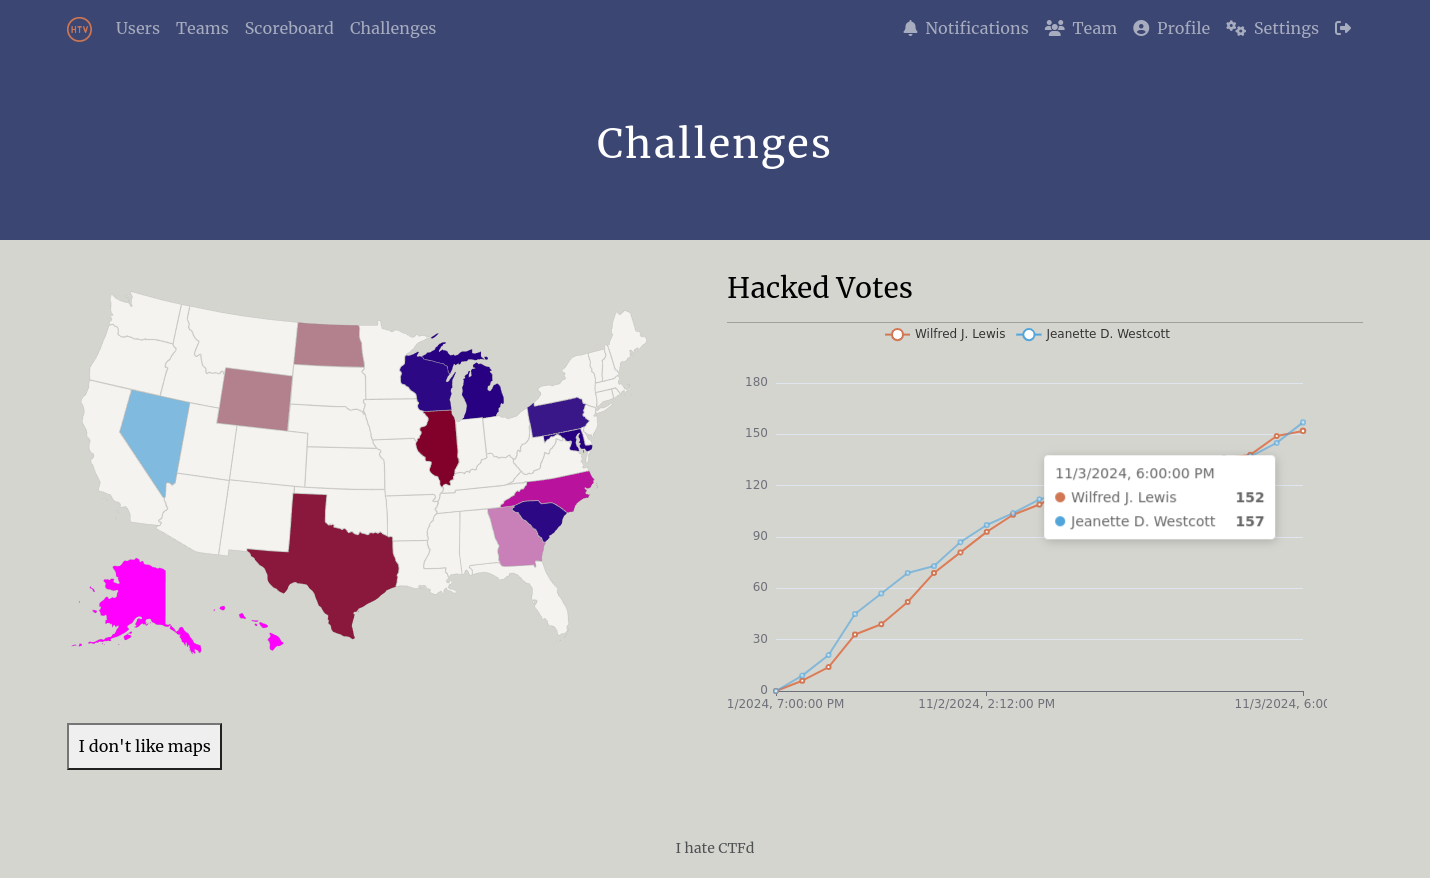 HTV Users Teams Scoreboard Challenges Notifications Team Profile Settings
Challenges
Hacked Votes
Wilfred J. Lewis Jeanette D. Westcott
180
150
120
90
60
30
0
11/3/2024, 6:00:00 PM
Wilfred J. Lewis 152
Jeanette D. Westcott 157
1/2024, 7:00:00 PM 11/2/2024, 2:12:00 PM 11/3/2024, 6:0
I don't like maps
I hate CTFd